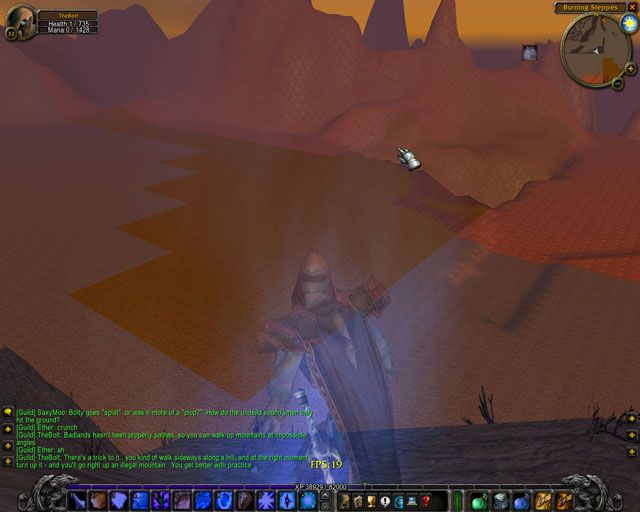 TheBolt
Health 1 / 735
Mana 0 / 1428
32
Burning Steppes
N
[Guild] SaxyMoo: Bolty goes "splat" or was it more of a "plop?" How do the undead sound when they
hit the ground?
[Guild] Ether: crunch
[Guild] TheBolt: Badlands hasn't been properly pathed, so you can walk up mountains at impossible
angles
[Guild] Ether: ah
[Guild] TheBolt: There's a trick to it: you kind of walk sideways along a hill, and at the right moment
turn up it - and you'll go right up an illegal mountain. You get better with practice
FPS: 19
XP 38929 / 82000